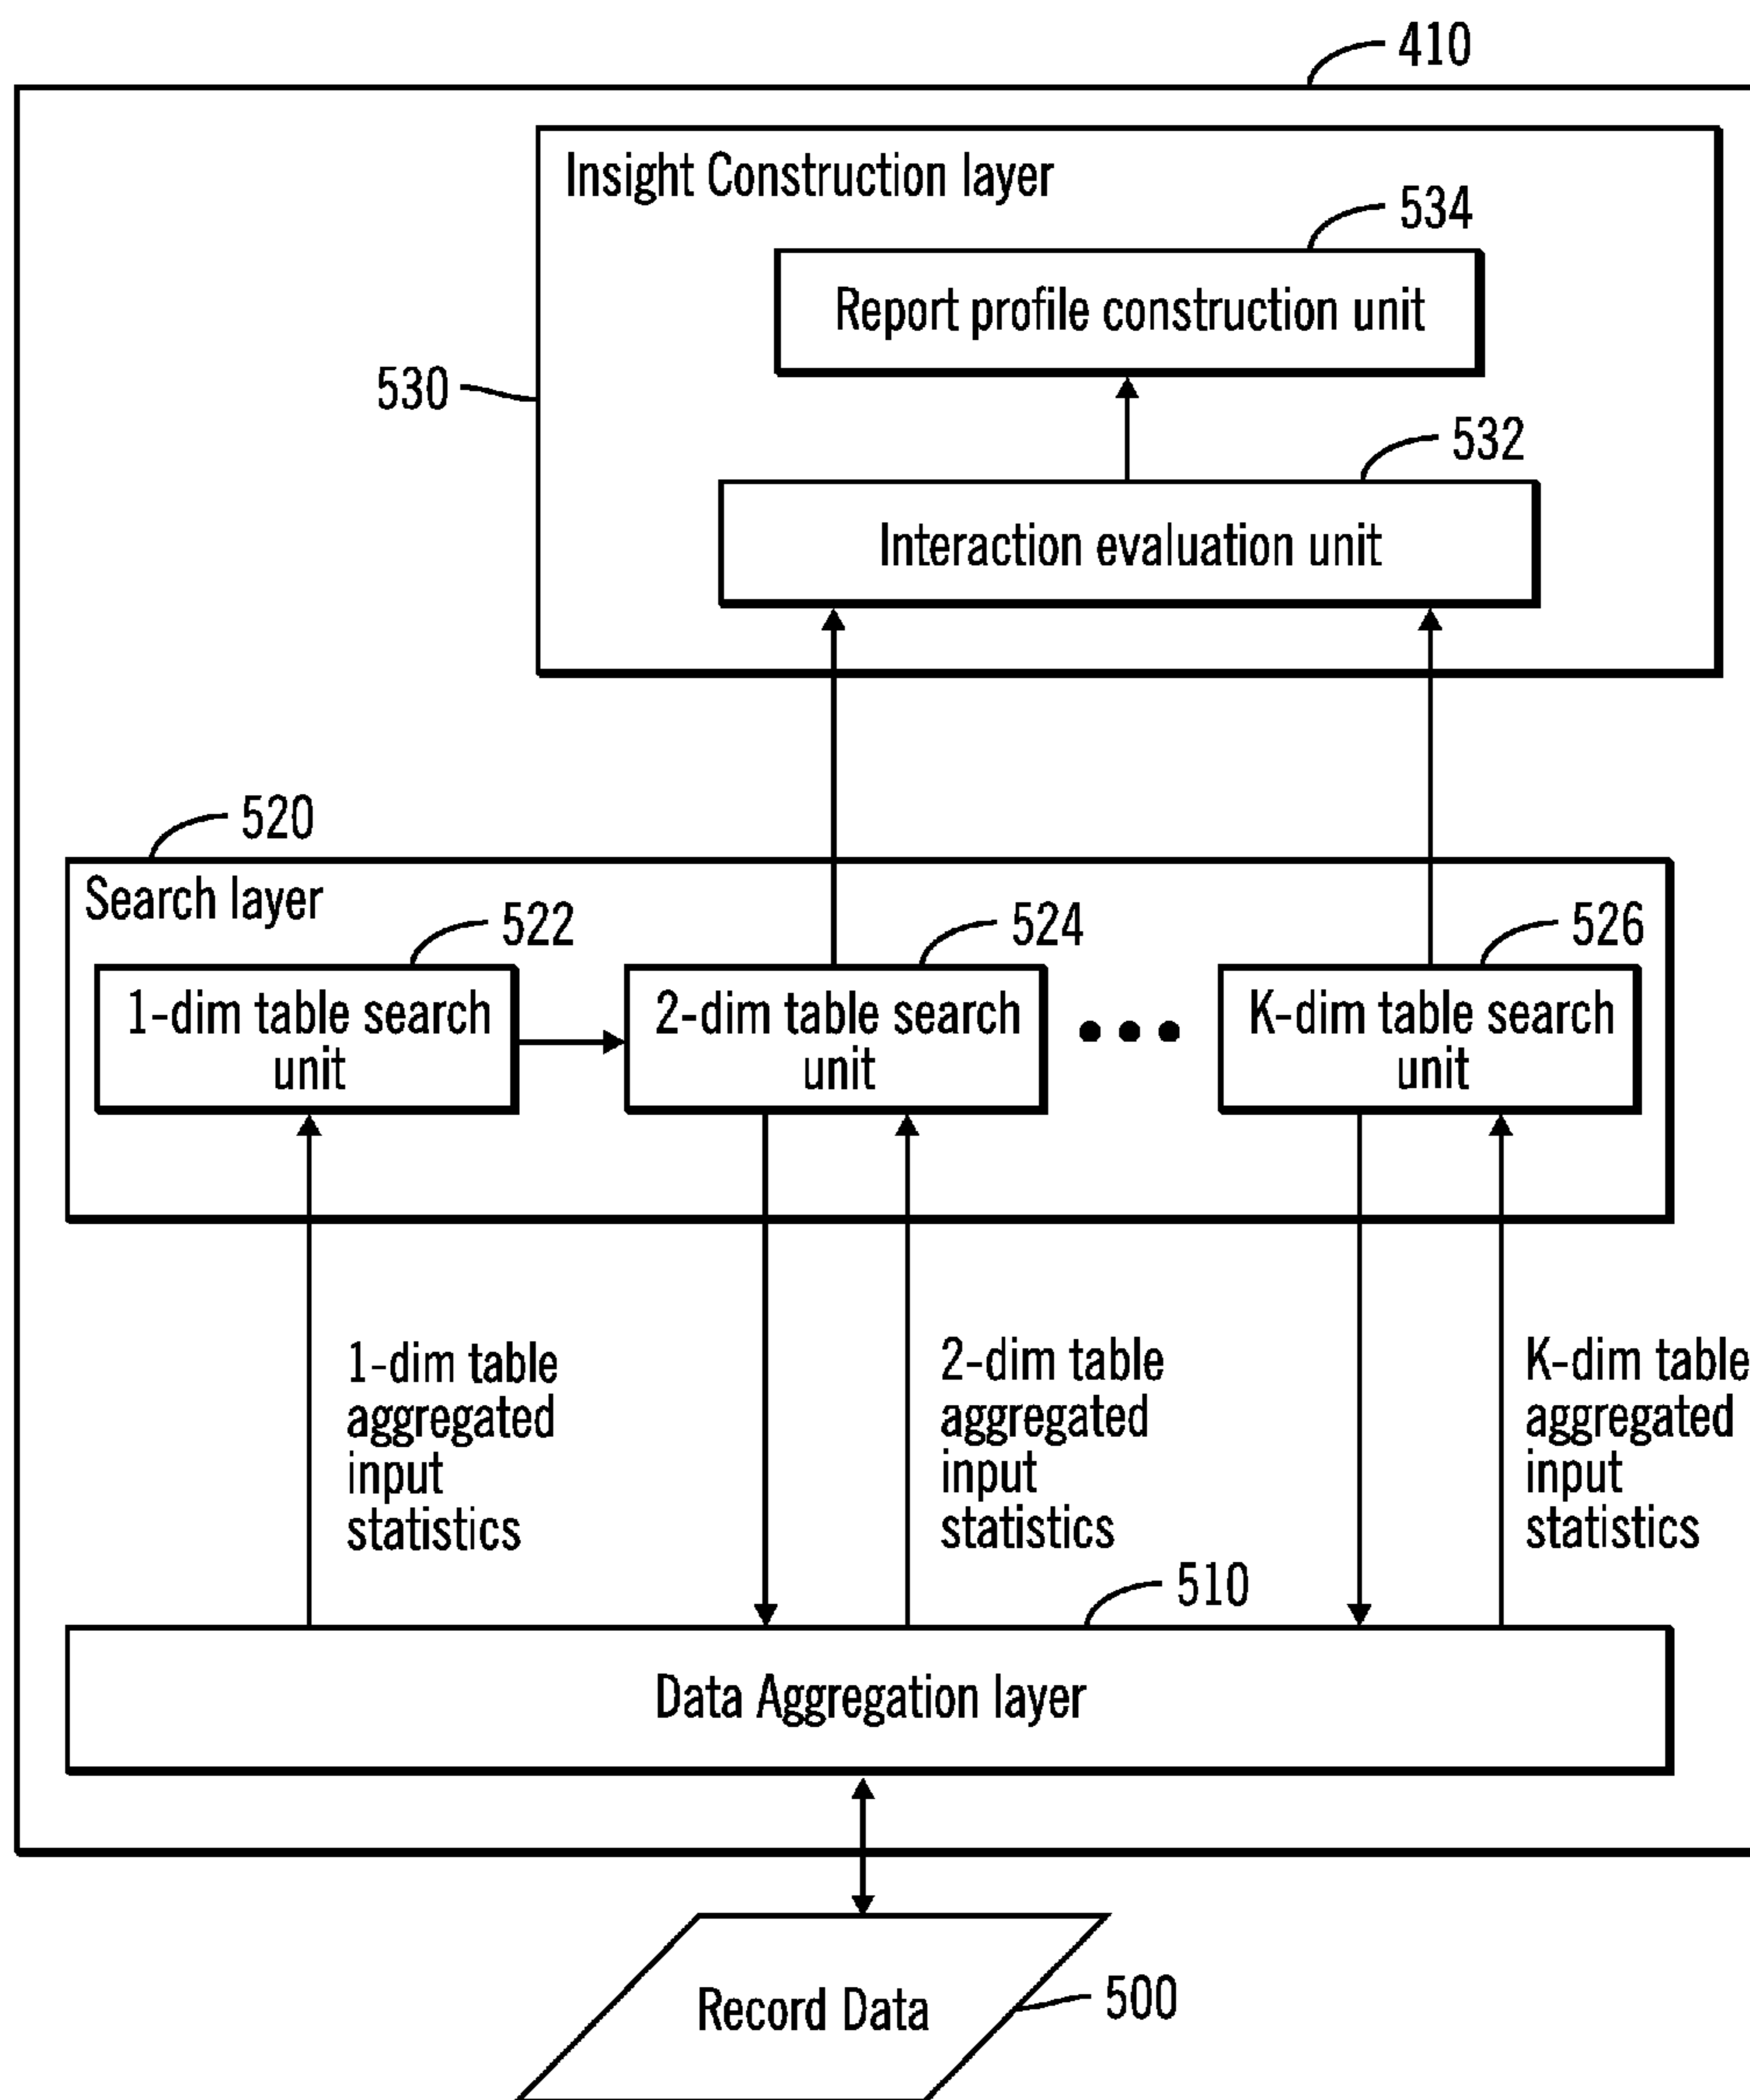 410
Insight Construction layer
534
Report profile construction unit
530
532
Interaction evaluation unit
520
Search layer
522
524
526
1-dim table search
unit
2-dim table search
unit
K-dim table search
unit
1-dim table
aggregated
input
statistics
2-dim table
aggregated
input
statistics
K-dim table
aggregated
input
statistics
510
Data Aggregation layer
Record Data
500